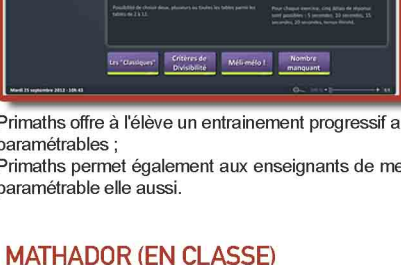 Possibilité de choisir deux, plusieurs ou toutes les tables parmi les
tables de 2 à 12.
Pour chaque exercice, cinq délais de réponse
sont possibles : 5 secondes, 10 secondes, 15
secondes, 20 secondes, temps illimité.
Les "Classiques"
Critères de
Divisibilité
Méli-mélo !
Nombre
manquant
Mardi 25 septembre 2012 - 10h:43
Primaths offre à l'élève un entrainement progressif a
paramétrables ;
Primaths permet également aux enseignants de me
paramétrable elle aussi.
MATHADOR (EN CLASSE)